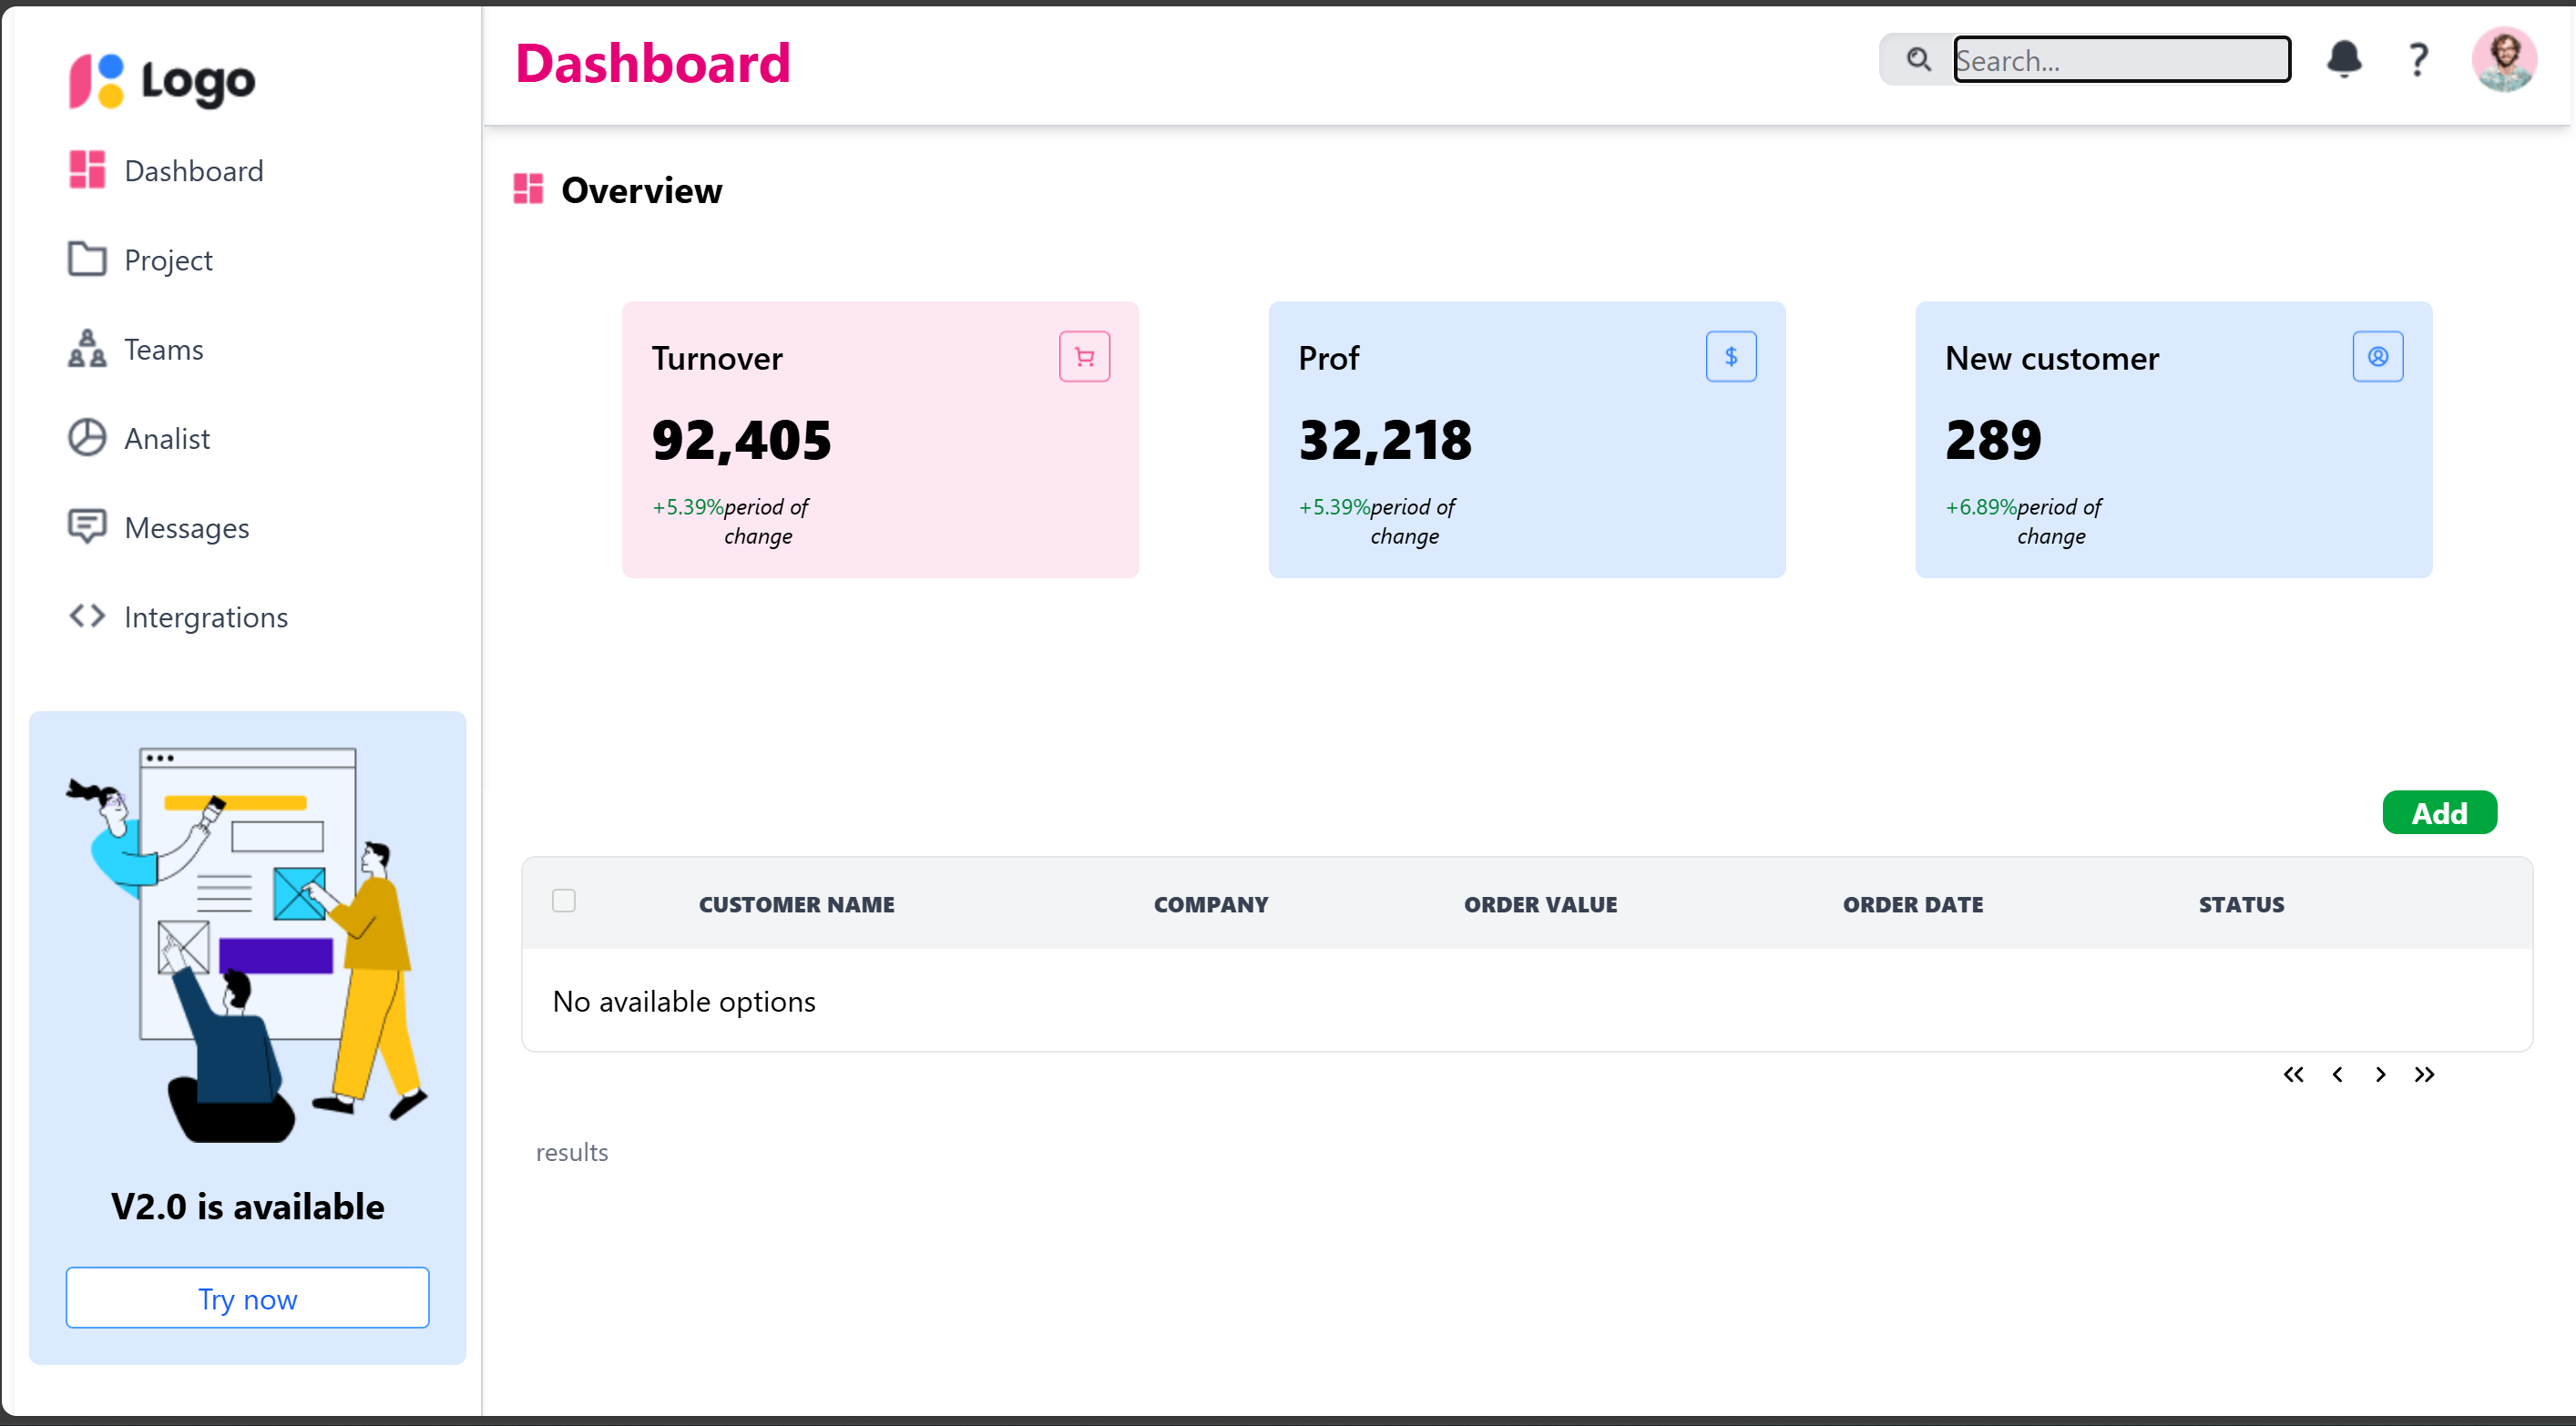 Logo
Dashboard
Project
Teams
Analist
Messages
Intergrations
V2.0 is available
Try now
Dashboard
Search...
?
Overview
Turnover
92,405
+5.39%period of
change
Prof
$
32,218
+5.39%period of
change
New customer
289
+6.89%period of
change
Add
CUSTOMER NAME COMPANY ORDER VALUE ORDER DATE STATUS
No available options
results